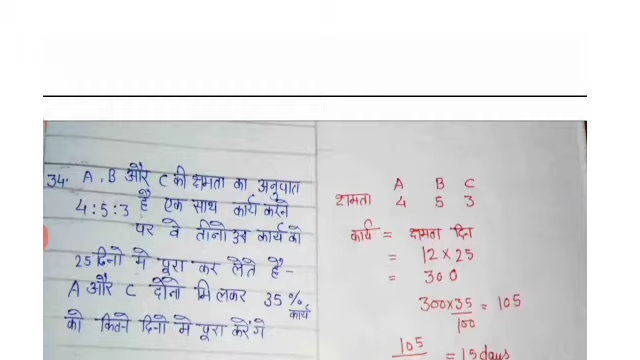 34. A, B और C की क्षमता का अनुपात
4:5:3 है एक साथ कार्य करने
पर वे तीनो उस कार्य को
25 दिनो मे पूरा कर लेते है -
A और C दोनो मिलकर 35%
कार्य
को कितने दिनो मे पूरा करेंगे
A B C
क्षमता 4 5 3
कार्य = क्षमता दिन
= 12 × 25
= 300
300×35/100 = 105
105
= 15 days